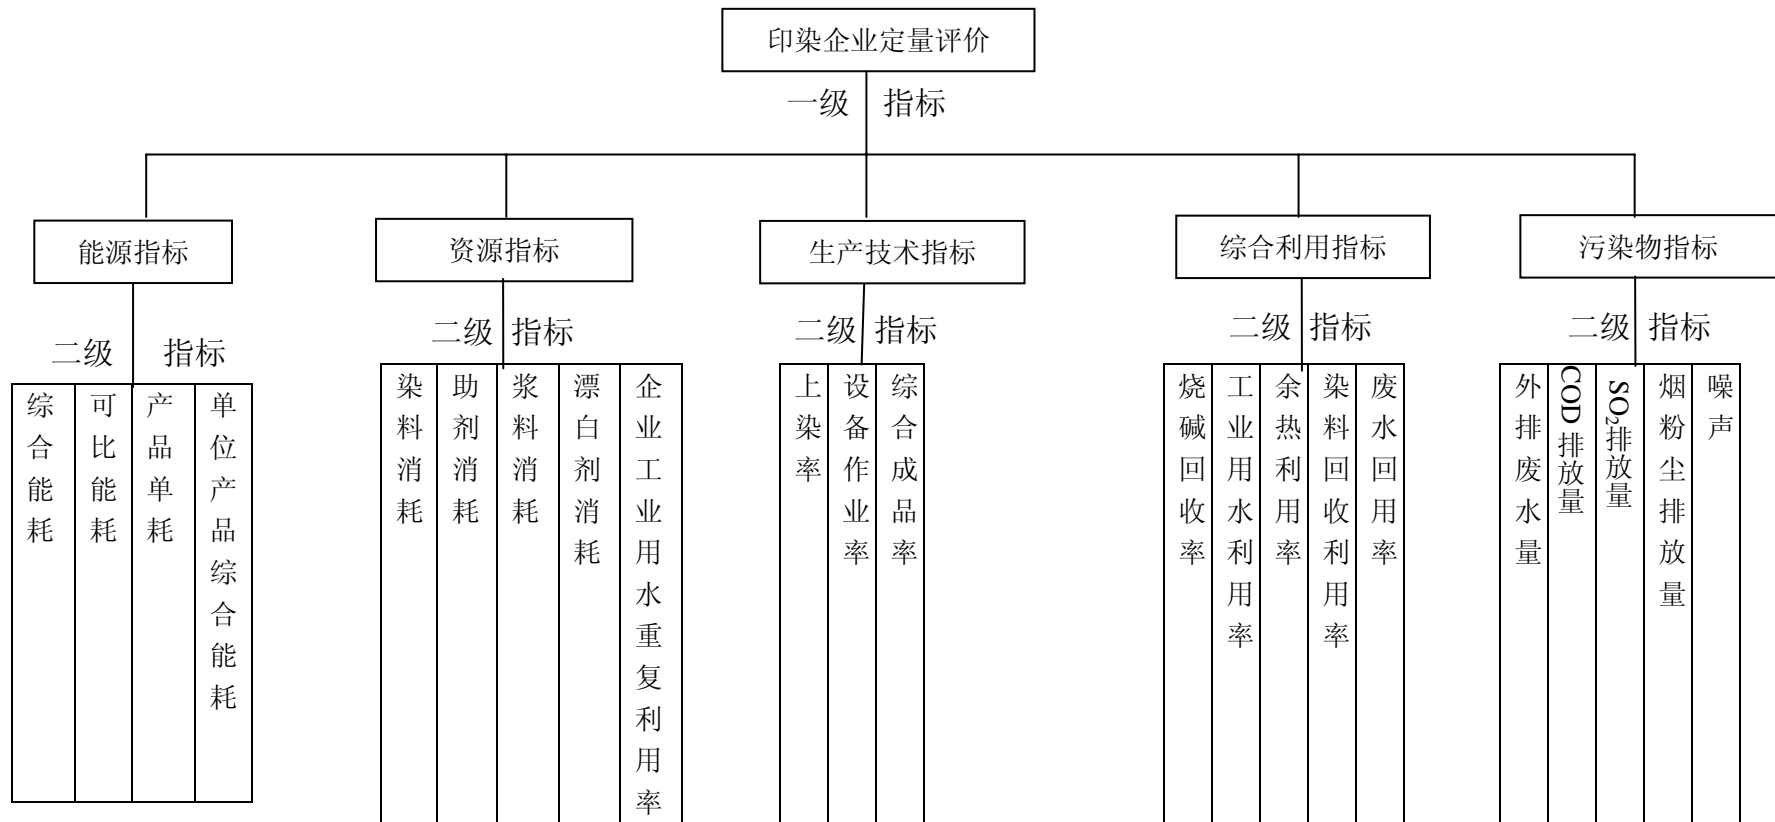 印染企业定量评价
一级 指标
能源指标
资源指标
生产技术指标
综合利用指标
污染物指标
二级 指标
二级 指标
二级 指标
二级 指标
二级 指标
综合能耗
可比能耗
产品单耗
单位产品综合能耗
染料消耗
助剂消耗
浆料消耗
漂白剂消耗
企业工业用水重复利用率
上染率
设备作业率
综合成品率
烧碱回收率
工业用水利用率
余热利用率
染料回收利用率
废水回用率
外排废水量
COD 排放量
SO₂排放量
烟粉尘排放量
噪声